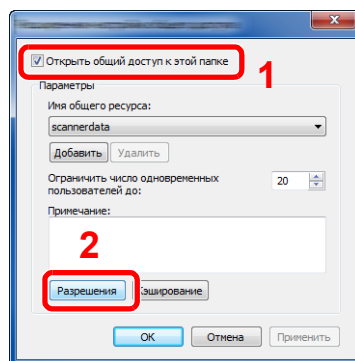 Открыть общий доступ к этой папке
1
Параметры
Имя общего ресурса:
scannerdata
Добавить Удалить
Ограничить число одновременных
пользователей до:
20
Примечание:
2
Разрешения Кэширование
ОК Отмена Применить